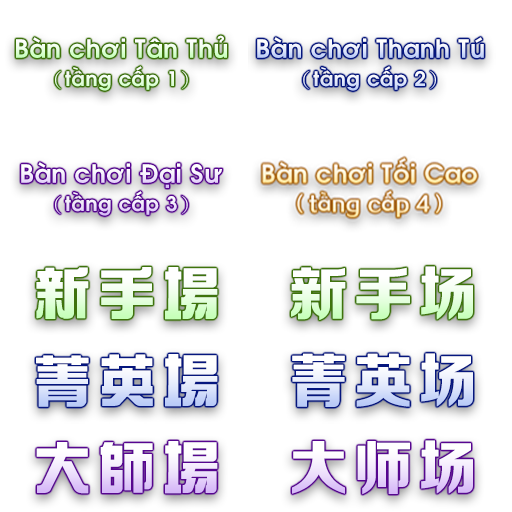 Bàn chơi Tân Thủ
(tầng cấp 1)
Bàn chơi Thanh Tú
(tầng cấp 2)
Bàn chơi Đại Sư
(tầng cấp 3)
Bàn chơi Tối Cao
(tầng cấp 4)
新手場
新手场
菁英場
菁英场
大師場
大师场